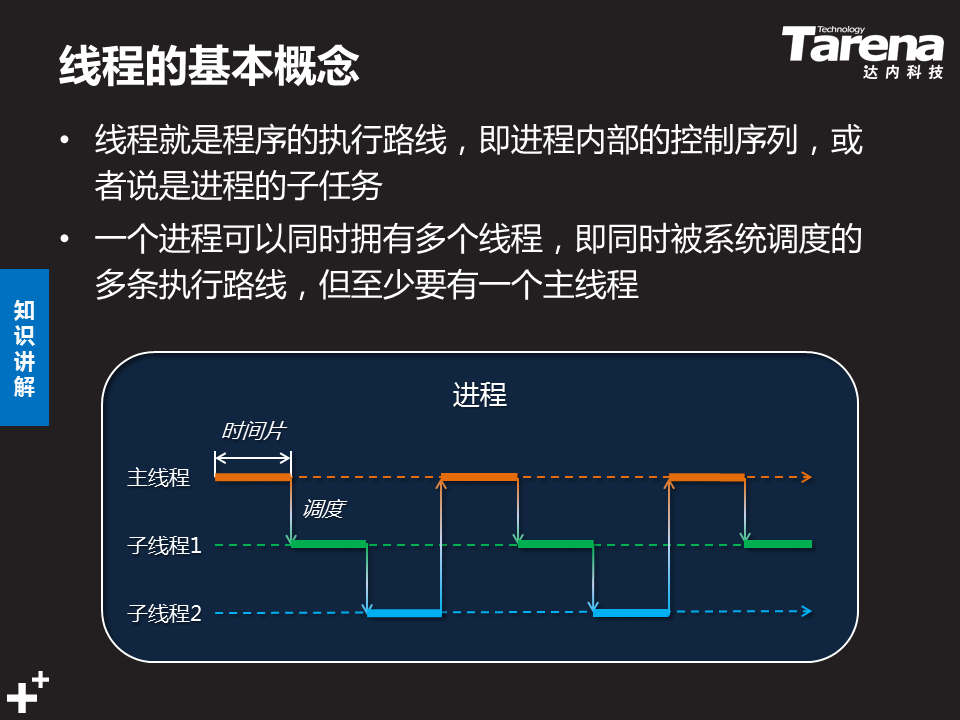 线程的基本概念
Technology
Tarena
达内科技
• 线程就是程序的执行路线，即进程内部的控制序列，或
者说是进程的子任务
• 一个进程可以同时拥有多个线程，即同时被系统调度的
多条执行路线，但至少要有一个主线程
知识讲解
进程
时间片
主线程
调度
子线程1
子线程2